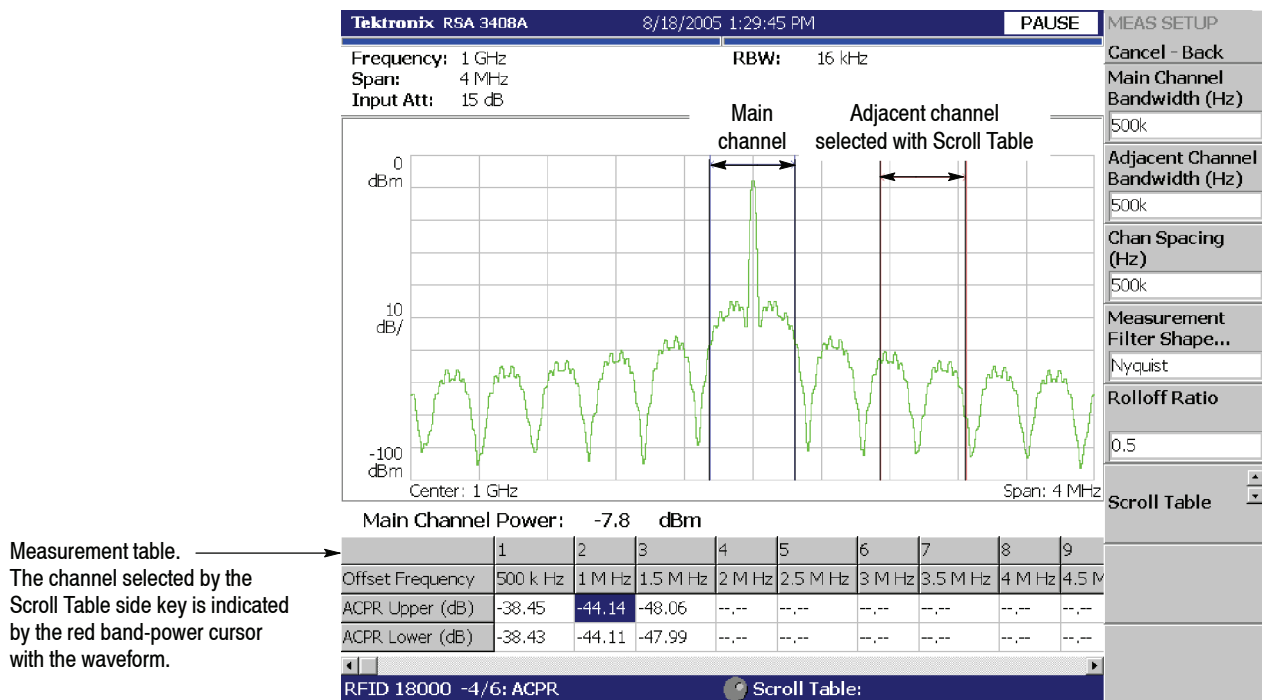 Tektronix RSA 3408A 8/18/2005 1:29:45 PM PAUSE
Frequency: 1 GHz RBW: 16 kHz
Span: 4 MHz
Input Att: 15 dB
Main channel
Adjacent channel
selected with Scroll Table
0
dBm
10
dB/
-100
dBm
Center: 1 GHz Span: 4 MHz
Main Channel Power: -7.8 dBm
1 2 3 4 5 6 7 8 9
Offset Frequency 500 k Hz 1 M Hz 1.5 M Hz 2 M Hz 2.5 M Hz 3 M Hz 3.5 M Hz 4 M Hz 4.5 M
ACPR Upper (dB) -38.45 -44.14 -48.06 --.-- --.-- --.-- --.-- --.-- --.--
ACPR Lower (dB) -38.43 -44.11 -47.99 --.-- --.-- --.-- --.-- --.-- --.--
RFID 18000 -4/6: ACPR Scroll Table:
MEAS SETUP
Cancel - Back
Main Channel
Bandwidth (Hz)
500k
Adjacent Channel
Bandwidth (Hz)
500k
Chan Spacing
(Hz)
500k
Measurement
Filter Shape...
Nyquist
Rolloff Ratio
0.5
Scroll Table
Measurement table.
The channel selected by the
Scroll Table side key is indicated
by the red band-power cursor
with the waveform.